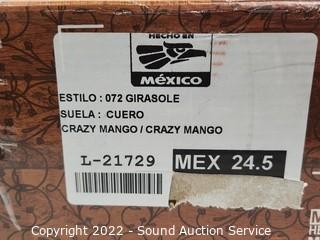 HECHO EN
MÉXICO
ESTILO : 072 GIRASOLE
SUELA : CUERO
CRAZY MANGO / CRAZY MANGO
L-21729
MEX 24.5
Copyright 2022 - Sound Auction Service